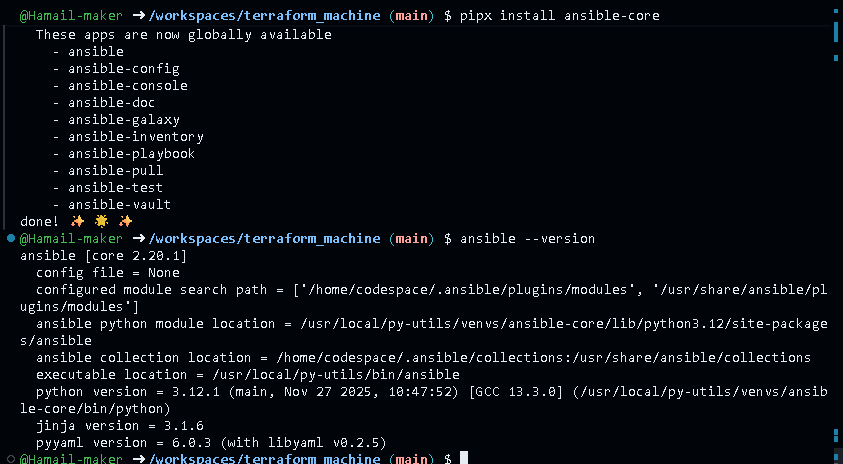 @Hamail-maker ➜/workspaces/terraform_machine (main) $ pipx install ansible-core
These apps are now globally available
- ansible
- ansible-config
- ansible-console
- ansible-doc
- ansible-galaxy
- ansible-inventory
- ansible-playbook
- ansible-pull
- ansible-test
- ansible-vault
done! ✨ 🌟 ✨
@Hamail-maker ➜/workspaces/terraform_machine (main) $ ansible --version
ansible [core 2.20.1]
config file = None
configured module search path = ['/home/codespace/.ansible/plugins/modules', '/usr/share/ansible/pl
ugins/modules']
ansible python module location = /usr/local/py-utils/venvs/ansible-core/lib/python3.12/site-package
s/ansible
ansible collection location = /home/codespace/.ansible/collections:/usr/share/ansible/collections
executable location = /usr/local/py-utils/bin/ansible
python version = 3.12.1 (main, Nov 27 2025, 10:47:52) [GCC 13.3.0] (/usr/local/py-utils/venvs/ansib
le-core/bin/python)
jinja version = 3.1.6
pyyaml version = 6.0.3 (with libyaml v0.2.5)
@Hamail-maker ➜/workspaces/terraform_machine (main) $